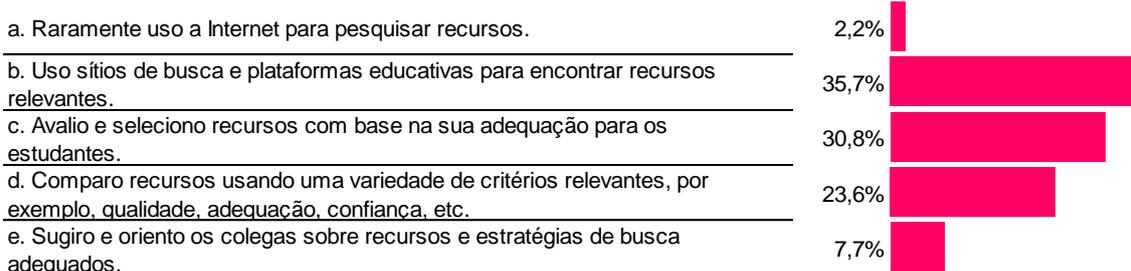 a. Raramente uso a Internet para pesquisar recursos. 2,2%
b. Uso sítios de busca e plataformas educativas para encontrar recursos
relevantes. 35,7%
c. Avalio e seleciono recursos com base na sua adequação para os
estudantes. 30,8%
d. Comparo recursos usando uma variedade de critérios relevantes, por
exemplo, qualidade, adequação, confiança, etc. 23,6%
e. Sugiro e oriento os colegas sobre recursos e estratégias de busca
adequados. 7,7%